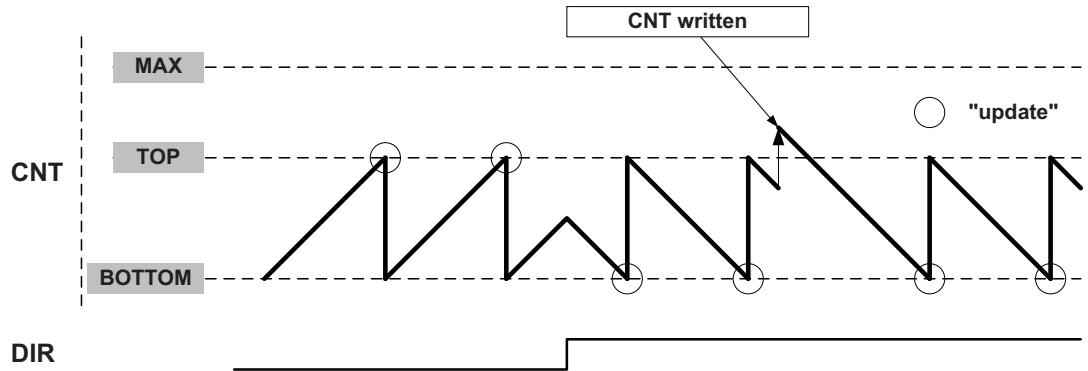 CNT written
MAX
"update"
TOP
CNT
BOTTOM
DIR